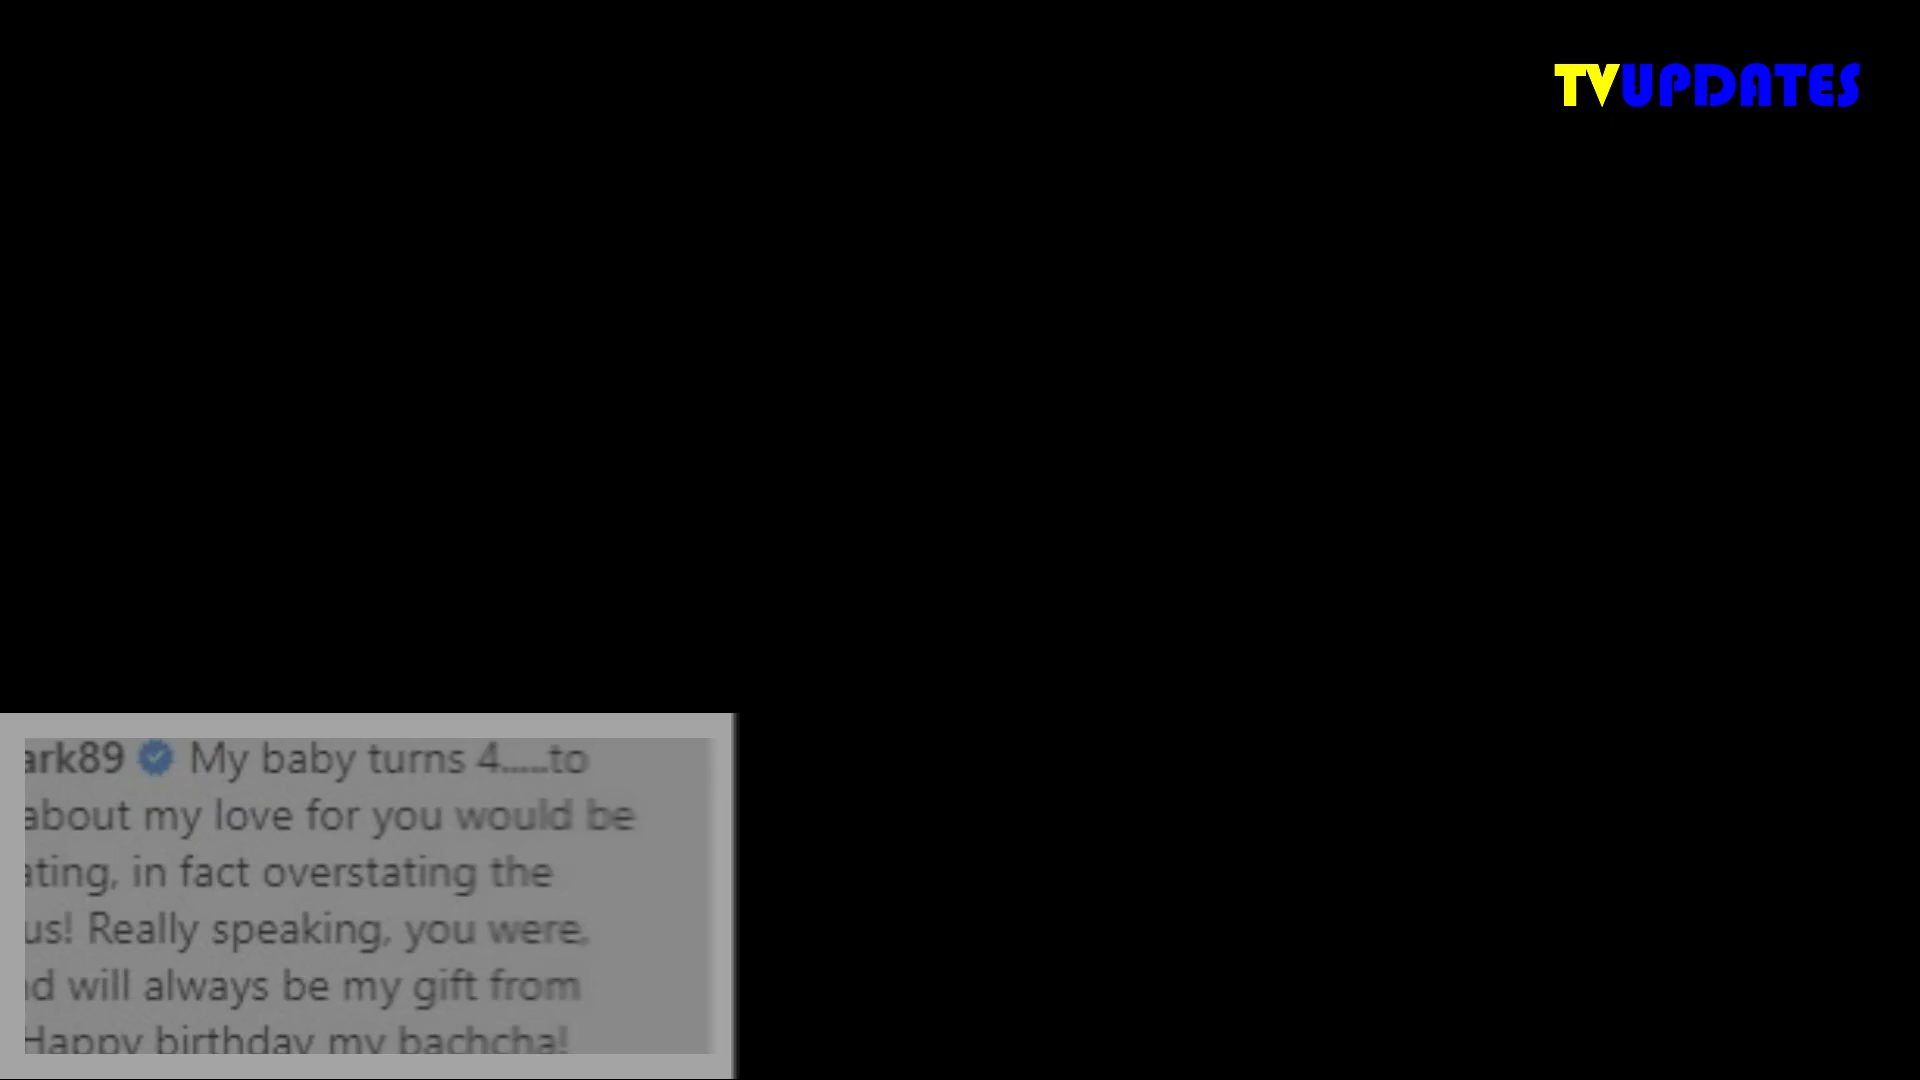 TVUPDATES
ark89 My baby turns 4.....to
about my love for you would be
ating, in fact overstating the
us! Really speaking, you were,
nd will always be my gift from
Happy birthday my bachcha!